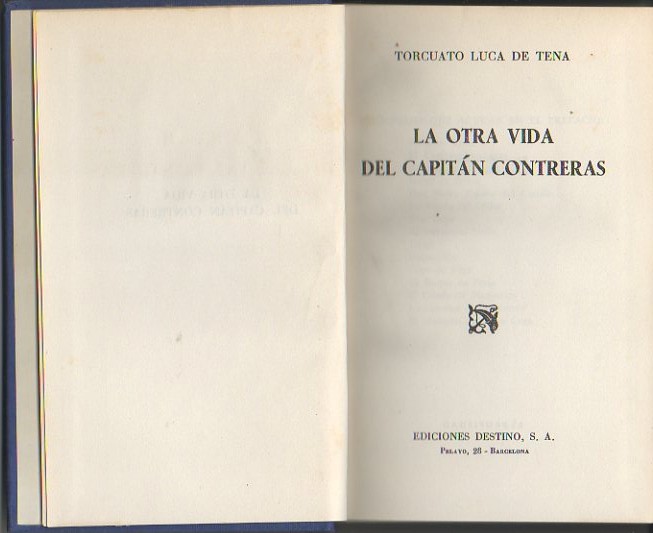 TORCUATO LUCA DE TENA
LA OTRA VIDA
DEL CAPITÁN CONTRERAS
EDICIONES DESTINO, S. A.
PELAYO, 28 - BARCELONA